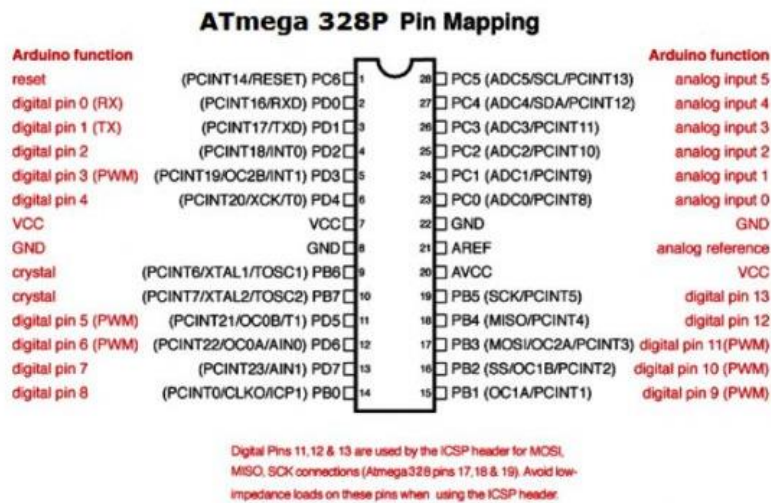 ATmega 328P Pin Mapping
Arduino function Arduino function
reset (PCINT14/RESET) PC6 1 28 PC5 (ADC5/SCL/PCINT13) analog input 5
digital pin 0 (RX) (PCINT16/RXD) PD0 2 27 PC4 (ADC4/SDA/PCINT12) analog input 4
digital pin 1 (TX) (PCINT17/TXD) PD1 3 26 PC3 (ADC3/PCINT11) analog input 3
digital pin 2 (PCINT18/INT0) PD2 4 25 PC2 (ADC2/PCINT10) analog input 2
digital pin 3 (PWM) (PCINT19/OC2B/INT1) PD3 5 24 PC1 (ADC1/PCINT9) analog input 1
digital pin 4 (PCINT20/XCK/T0) PD4 6 23 PC0 (ADC0/PCINT8) analog input 0
VCC VCC 7 22 GND GND
GND GND 8 21 AREF analog reference
crystal (PCINT6/XTAL1/TOSC1) PB6 9 20 AVCC VCC
crystal (PCINT7/XTAL2/TOSC2) PB7 10 19 PB5 (SCK/PCINT5) digital pin 13
digital pin 5 (PWM) (PCINT21/OC0B/T1) PD5 11 18 PB4 (MISO/PCINT4) digital pin 12
digital pin 6 (PWM) (PCINT22/OC0A/AIN0) PD6 12 17 PB3 (MOSI/OC2A/PCINT3) digital pin 11(PWM)
digital pin 7 (PCINT23/AIN1) PD7 13 16 PB2 (SS/OC1B/PCINT2) digital pin 10 (PWM)
digital pin 8 (PCINT0/CLKO/ICP1) PB0 14 15 PB1 (OC1A/PCINT1) digital pin 9 (PWM)
Digital Pins 11,12 & 13 are used by the ICSP header for MOSI,
MISO, SCK connections (Atmega328 pins 17,18 & 19). Avoid low-
impedance loads on these pins when using the ICSP header.